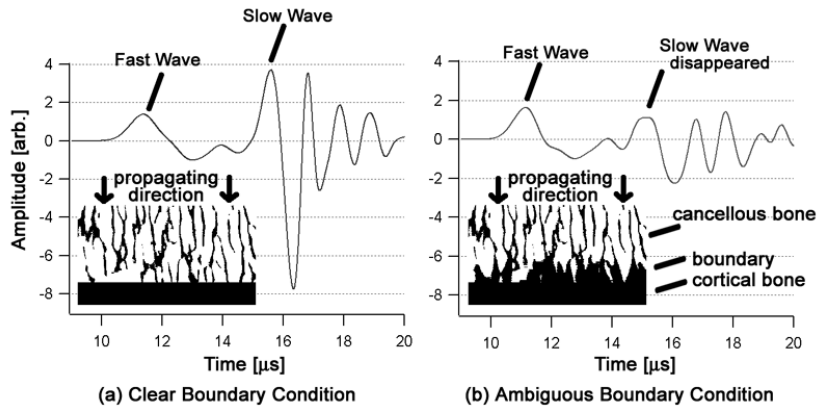 Slow Wave
Fast Wave
4
2
0
-2
-4
-6
-8
Amplitude [arb.]
propagating
direction
10
12
14
16
18
20
Time [μs]
(a) Clear Boundary Condition
Fast Wave
Slow Wave
disappeared
4
2
0
-2
-4
-6
-8
propagating
direction
cancellous bone
boundary
cortical bone
10
12
14
16
18
20
Time [μs]
(b) Ambiguous Boundary Condition